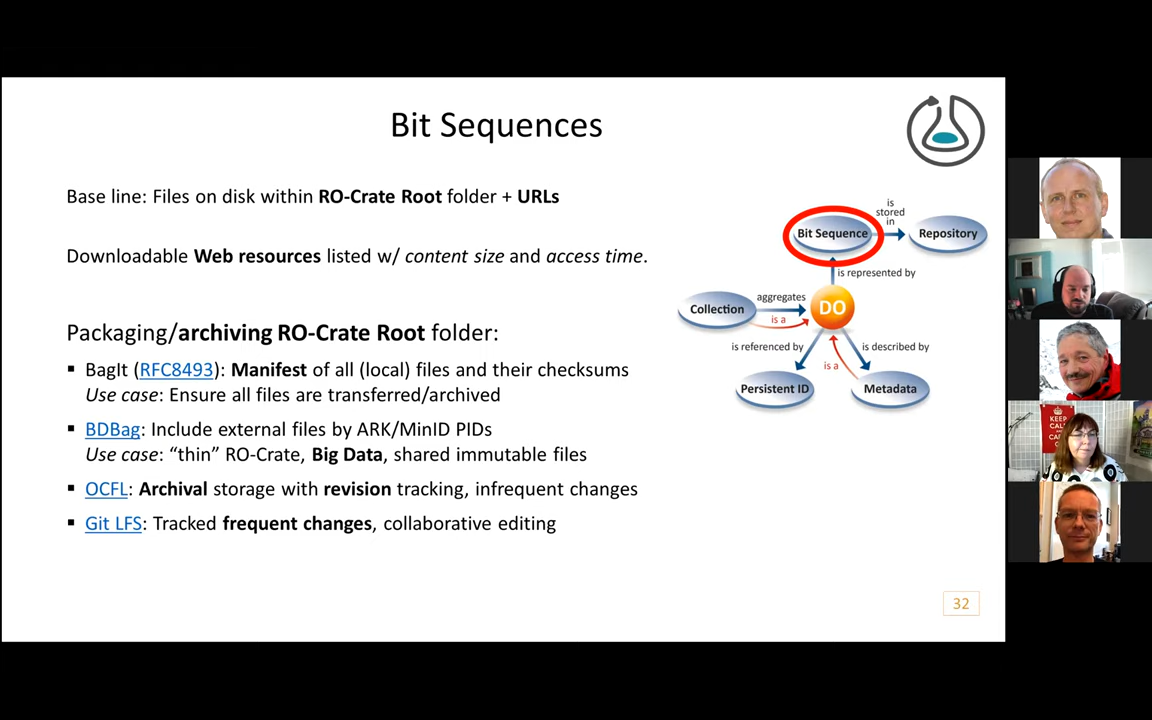 Bit Sequences
Base line: Files on disk within RO-Crate Root folder + URLs
Downloadable Web resources listed w/ content size and access time.
Packaging/archiving RO-Crate Root folder:
▪ BagIt (RFC8493): Manifest of all (local) files and their checksums
Use case: Ensure all files are transferred/archived
▪ BDBag: Include external files by ARK/MinID PIDs
Use case: “thin” RO-Crate, Big Data, shared immutable files
▪ OCFL: Archival storage with revision tracking, infrequent changes
▪ Git LFS: Tracked frequent changes, collaborative editing
is
stored
in
Bit Sequence
Repository
is represented by
Collection
aggregates
is a
DO
is referenced by
is described by
is a
Persistent ID
Metadata
32
KEEP
CALM